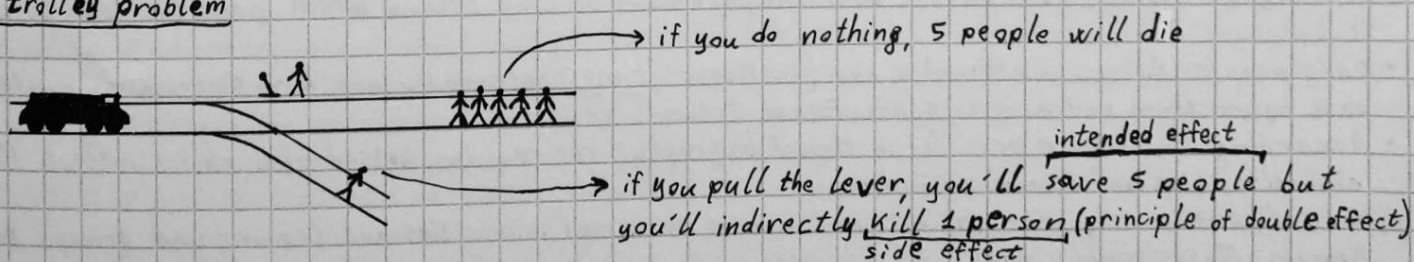 trolley problem
if you do nothing, 5 people will die
intended effect
if you pull the lever, you'll save 5 people but
you'll indirectly kill 1 person (principle of double effect)
side effect